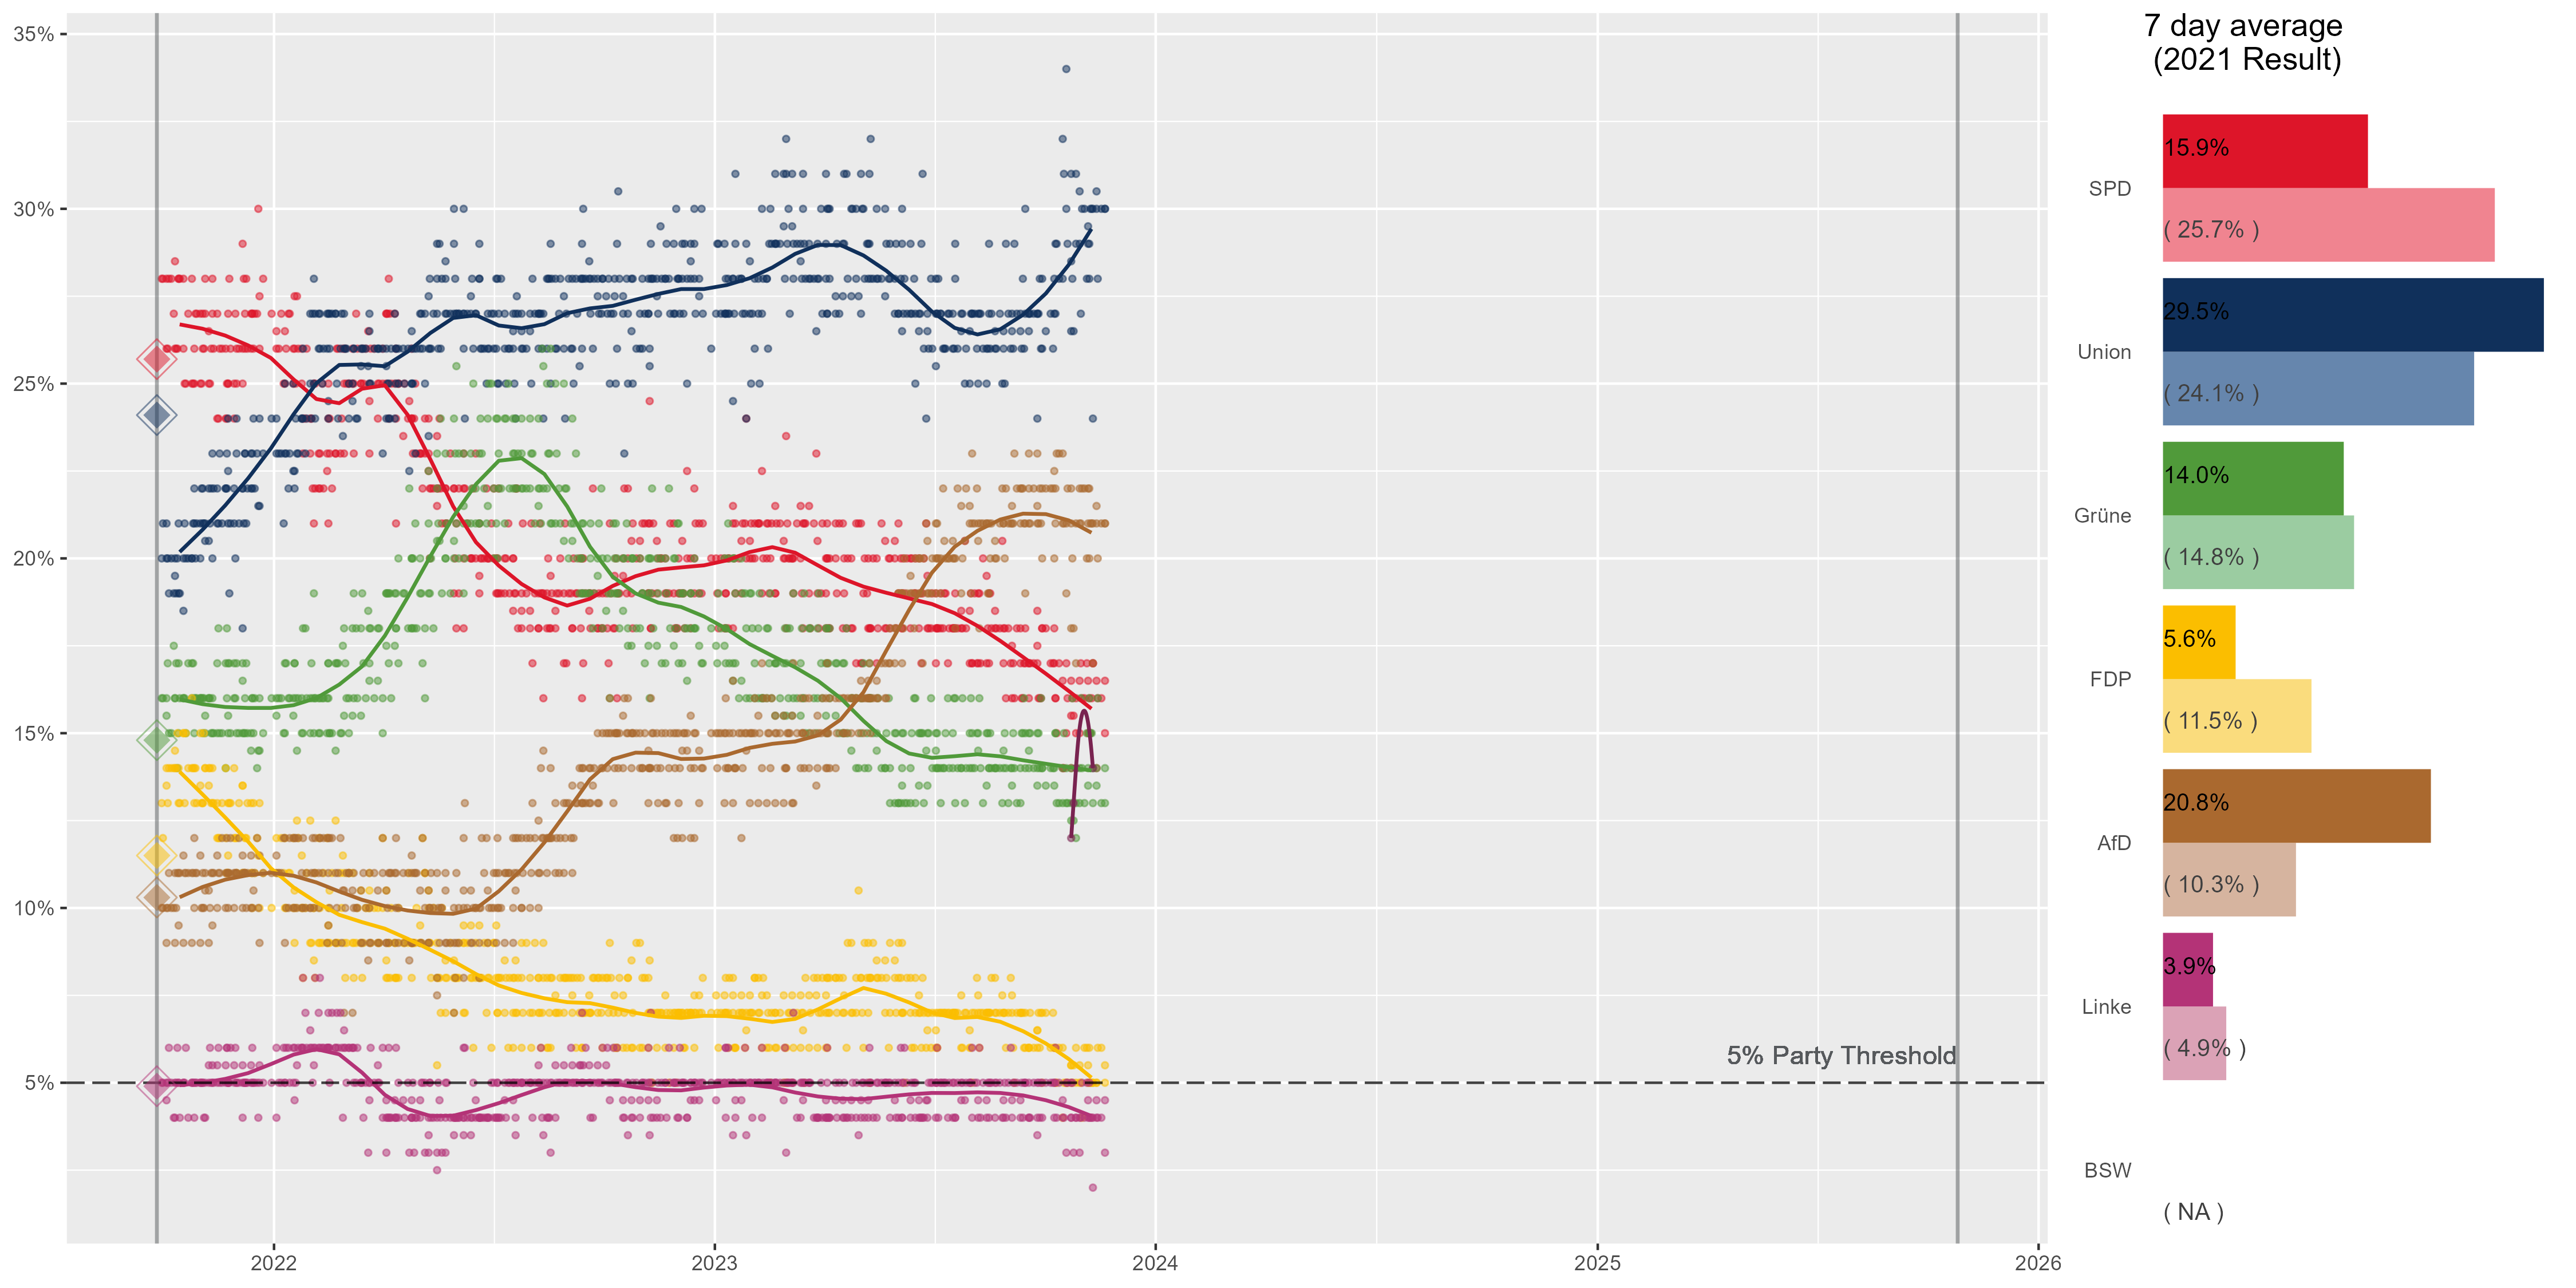 35%
30%
25%
20%
15%
10%
5%
2022
2023
2024
2025
2026
5% Party Threshold
7 day average
(2021 Result)
SPD
15.9%
( 25.7% )
Union
29.5%
( 24.1% )
Grüne
14.0%
( 14.8% )
FDP
5.6%
( 11.5% )
AfD
20.8%
( 10.3% )
Linke
3.9%
( 4.9% )
BSW
( NA )